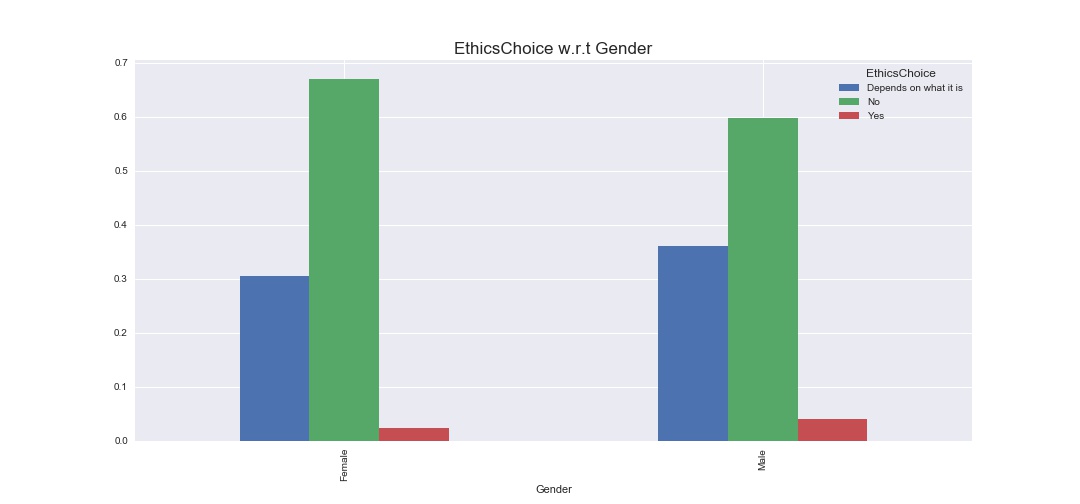 EthicsChoice w.r.t Gender
EthicsChoice
Depends on what it is
No
Yes
0.7
0.6
0.5
0.4
0.3
0.2
0.1
0.0
Female
Male
Gender